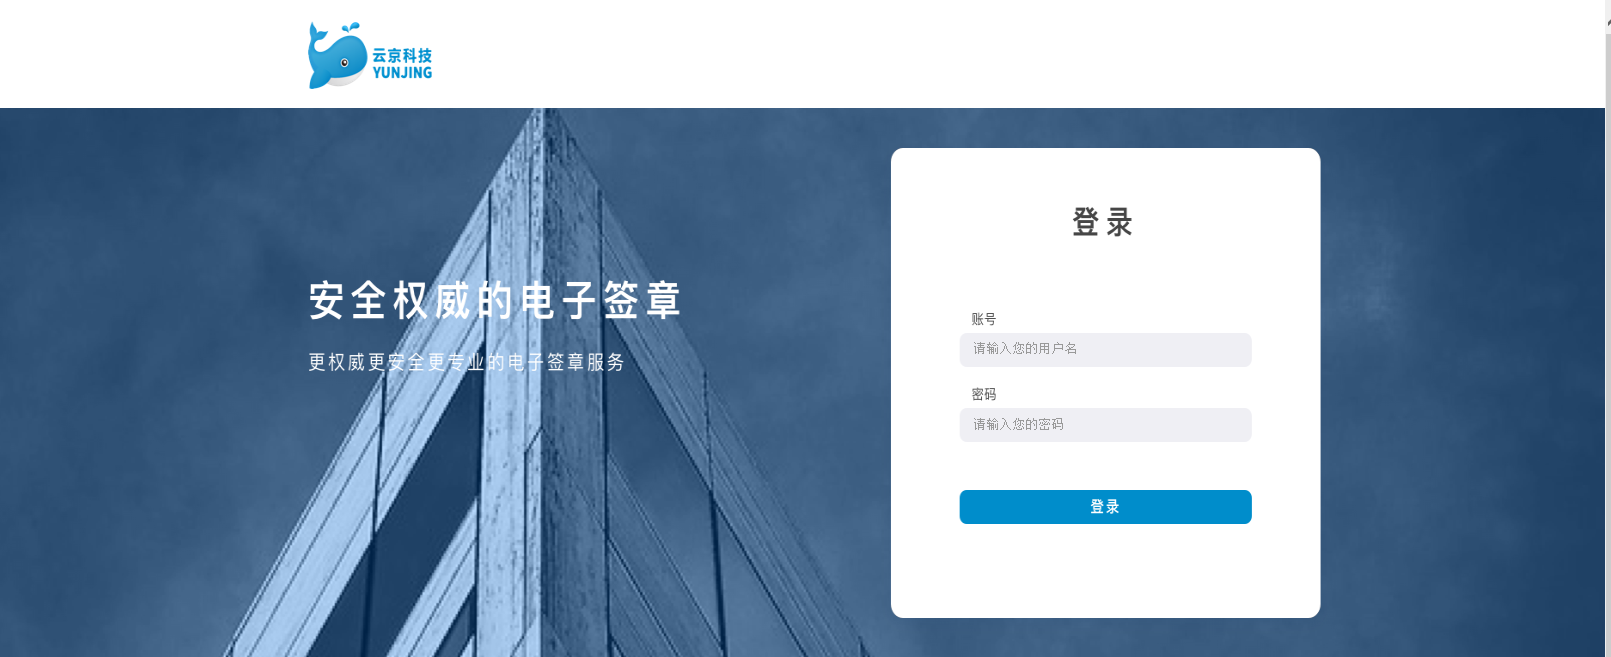 云京科技
YUNJING
安全权威的电子签章
更权威更安全更专业的电子签章服务
登录
账号
请输入您的用户名
密码
请输入您的密码
登录